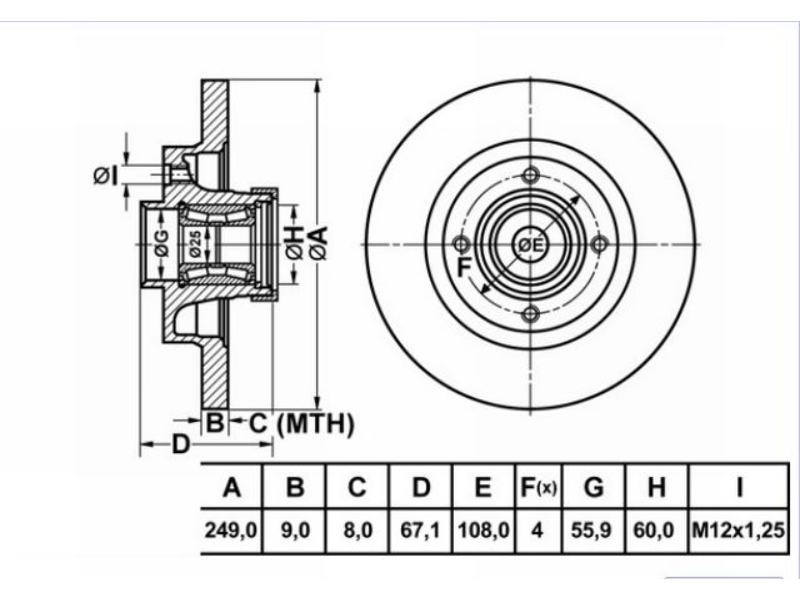 ØI
ØG
Ø25
ØH
ØA
ØE
F
B
C (MTH)
D
A B C D E F(x) G H I
249,0 9,0 8,0 67,1 108,0 4 55,9 60,0 M12x1,25